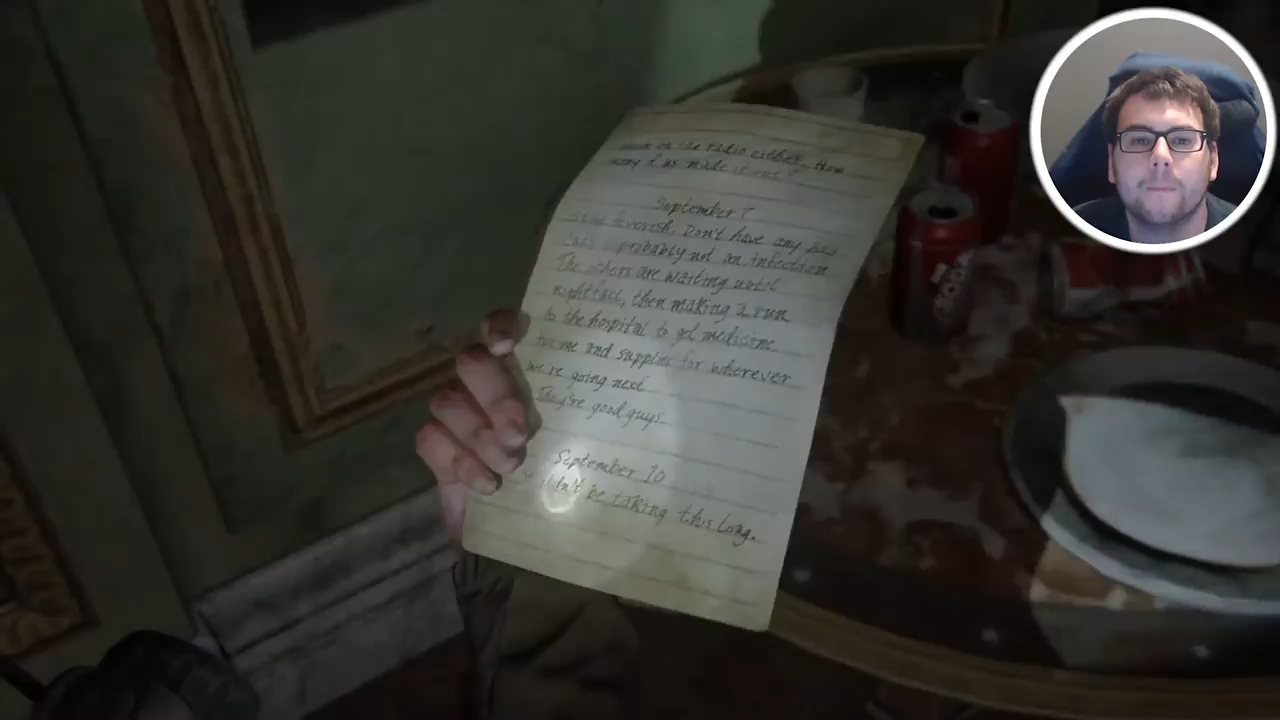 on the radio either. How
many of us made it out?
September 7
feverish. Don't have any
probably not an infection
The others are waiting until
nightfall, then making a run
to the hospital to get medicine
for me and supplies for wherever
we're going next
They're good guys.
September 10
be taking this long.
SODA